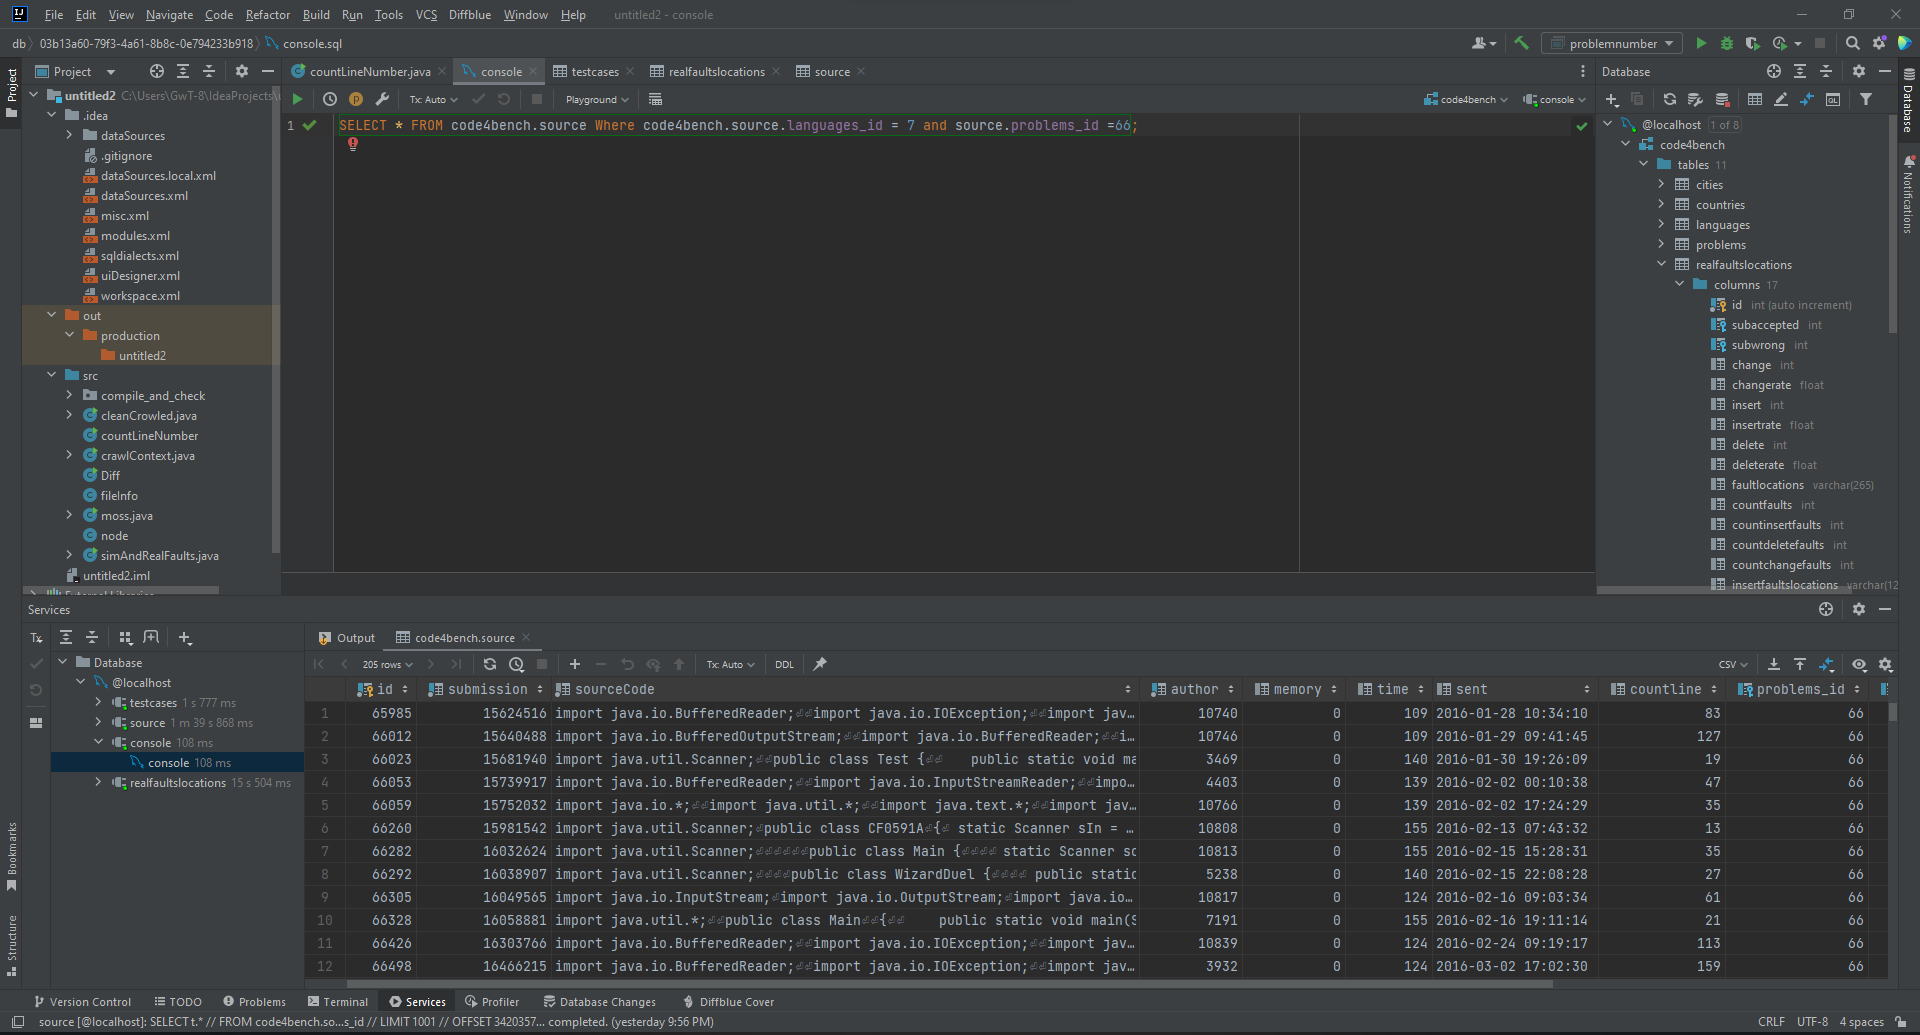 File Edit View Navigate Code Refactor Build Run Tools VCS Diffblue Window Help untitled2 - console
db 03b13a60-79f3-4a61-8b8c-0e794233b918 console.sql problemnumber
Project
Project
countLineNumber.java console testcases realfaultslocations source
Database
Tx: Auto Playground code4bench console
1 SELECT * FROM code4bench.source Where code4bench.source.languages_id = 7 and source.problems_id =66;
untitled2 C:\Users\GwT-8\IdeaProjects\
.idea
dataSources
.gitignore
dataSources.local.xml
dataSources.xml
misc.xml
modules.xml
sqldialects.xml
uiDesigner.xml
workspace.xml
out
production
untitled2
src
compile_and_check
cleanCrowled.java
countLineNumber
crawlContext.java
Diff
fileInfo
moss.java
node
simAndRealFaults.java
untitled2.iml
External Libraries
@localhost 1 of 8
code4bench
tables 11
cities
countries
languages
problems
realfaultslocations
columns 17
id int (auto increment)
subaccepted int
subwrong int
change int
changerate float
insert int
insertrate float
delete int
deleterate float
faultlocations varchar(265)
countfaults int
countinsertfaults int
countdeletefaults int
countchangefaults int
insertfaultslocations varchar(12
Database
Notifications
Services
Tx
Database
@localhost
testcases 1 s 777 ms
source 1 m 39 s 868 ms
console 108 ms
console 108 ms
realfaultslocations 15 s 504 ms
Output code4bench.source
205 rows Tx: Auto DDL CSV
id submission sourceCode author memory time sent countline problems_id
1 65985 15624516 import java.io.BufferedReader;⏎⏎import java.io.IOException;⏎⏎import jav… 10740 0 109 2016-01-28 10:34:10 83 66
2 66012 15640488 import java.io.BufferedOutputStream;⏎⏎import java.io.BufferedReader;⏎⏎i… 10746 0 109 2016-01-29 09:41:45 127 66
3 66023 15681940 import java.util.Scanner;⏎⏎public class Test {⏎⏎ public static void ma 3469 0 140 2016-01-30 19:26:09 19 66
4 66053 15739917 import java.io.BufferedReader;⏎import java.io.InputStreamReader;⏎⏎impo… 4403 0 139 2016-02-02 00:10:38 47 66
5 66059 15752032 import java.io.*;⏎⏎import java.util.*;⏎⏎import java.text.*;⏎⏎import jav… 10766 0 139 2016-02-02 17:24:29 35 66
6 66260 15981542 import java.util.Scanner;⏎public class CF0591A⏎{⏎ static Scanner sIn = … 10808 0 155 2016-02-13 07:43:32 13 66
7 66282 16032624 import java.util.Scanner;⏎⏎⏎⏎⏎⏎⏎public class Main {⏎⏎⏎⏎ static Scanner sc 10813 0 155 2016-02-15 15:28:31 35 66
8 66292 16038907 import java.util.Scanner;⏎⏎⏎⏎public class WizardDuel {⏎⏎⏎⏎ public static 5238 0 140 2016-02-15 22:08:28 27 66
9 66305 16049565 import java.io.InputStream;⏎import java.io.OutputStream;⏎import java.io… 10817 0 124 2016-02-16 09:03:34 61 66
10 66328 16058881 import java.util.*;⏎⏎public class Main⏎⏎{⏎⏎ public static void main(S 7191 0 155 2016-02-16 19:11:14 21 66
11 66426 16303766 import java.io.BufferedReader;⏎⏎import java.io.IOException;⏎⏎import jav… 10839 0 124 2016-02-24 09:19:17 113 66
12 66498 16466215 import java.io.BufferedReader;⏎⏎import java.io.IOException;⏎⏎import jav… 3932 0 124 2016-03-02 17:02:30 159 66
Bookmarks
Structure
Version Control TODO Problems Terminal Services Profiler Database Changes Diffblue Cover
source [@localhost]: SELECT t.* // FROM code4bench.so...s_id // LIMIT 1001 // OFFSET 3420357... completed. (yesterday 9:56 PM) CRLF UTF-8 4 spaces